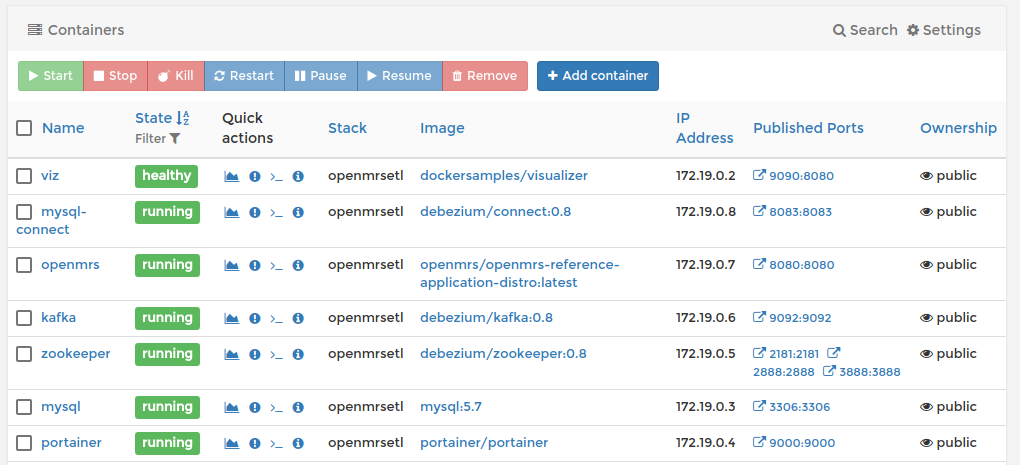 Containers Search Settings
Start Stop Kill Restart Pause Resume Remove Add container
Name State Filter Quick actions Stack Image IP Address Published Ports Ownership
viz healthy openmrsetl dockersamples/visualizer 172.19.0.2 9090:8080 public
mysql-connect running openmrsetl debezium/connect:0.8 172.19.0.8 8083:8083 public
openmrs running openmrsetl openmrs/openmrs-reference-application-distro:latest 172.19.0.7 8080:8080 public
kafka running openmrsetl debezium/kafka:0.8 172.19.0.6 9092:9092 public
zookeeper running openmrsetl debezium/zookeeper:0.8 172.19.0.5 2181:2181 2888:2888 3888:3888 public
mysql running openmrsetl mysql:5.7 172.19.0.3 3306:3306 public
portainer running openmrsetl portainer/portainer 172.19.0.4 9000:9000 public